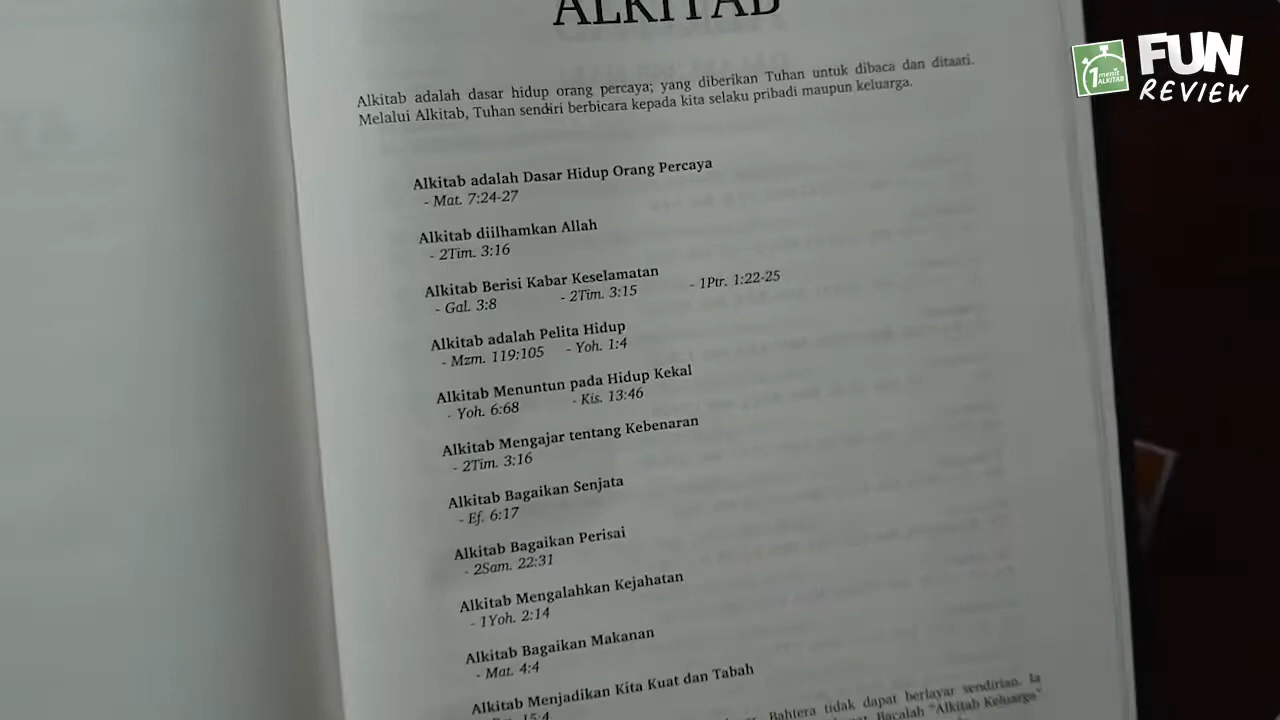 ALKITAB
Alkitab adalah dasar hidup orang percaya; yang diberikan Tuhan untuk dibaca dan ditaati.
Melalui Alkitab, Tuhan sendiri berbicara kepada kita selaku pribadi maupun keluarga.
Alkitab adalah Dasar Hidup Orang Percaya
- Mat. 7:24-27
Alkitab diilhamkan Allah
- 2Tim. 3:16
Alkitab Berisi Kabar Keselamatan
- Gal. 3:8 - 2Tim. 3:15 - 1Ptr. 1:22-25
Alkitab adalah Pelita Hidup
- Mzm. 119:105 - Yoh. 1:4
Alkitab Menuntun pada Hidup Kekal
- Yoh. 6:68 - Kis. 13:46
Alkitab Mengajar tentang Kebenaran
- 2Tim. 3:16
Alkitab Bagaikan Senjata
- Ef. 6:17
Alkitab Bagaikan Perisai
- 2Sam. 22:31
Alkitab Mengalahkan Kejahatan
- 1Yoh. 2:14
Alkitab Bagaikan Makanan
- Mat. 4:4
Alkitab Menjadikan Kita Kuat dan Tabah
15:4
Bahtera tidak dapat berlayar sendirian. Ia
Bacalah "Alkitab Keluarga"
1 menit
ALKITAB
FUN
REVIEW